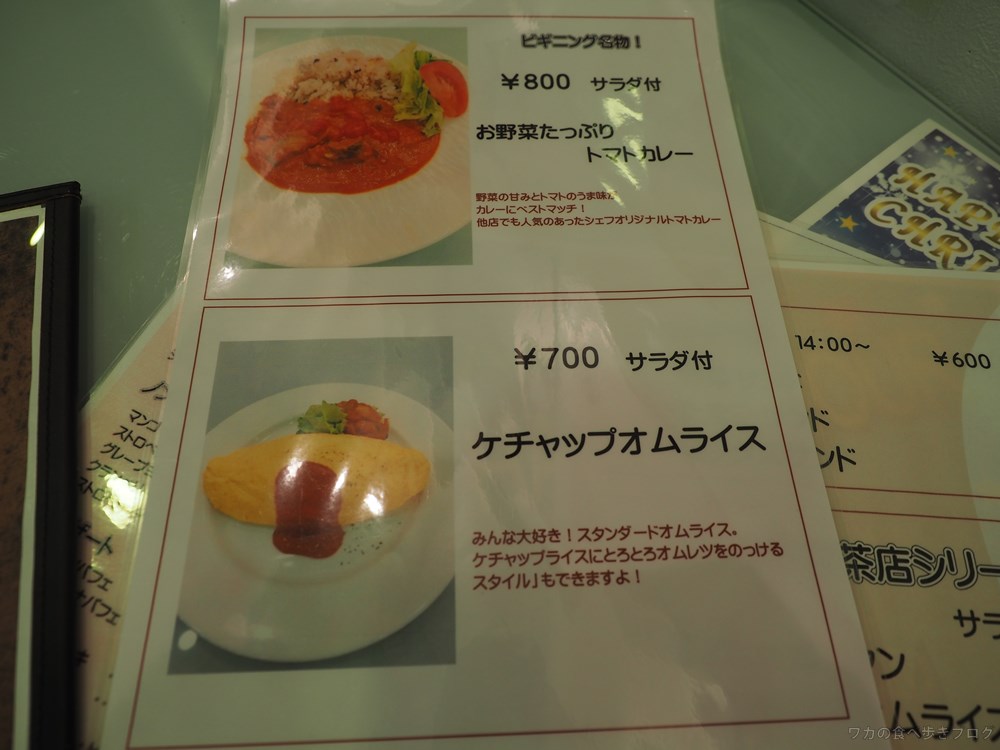 ビギニング名物！
￥800 サラダ付
お野菜たっぷり
トマトカレー
野菜の甘みとトマトのうま味が
カレーにベストマッチ！
他店でも人気のあったシェフオリジナルトマトカレー
￥700 サラダ付
ケチャップオムライス
みんな大好き！スタンダードオムライス。
ケチャップライスにとろとろオムレツをのっける
スタイル」もできますよ！
14:00～ ￥600
ンド
茶店シリー
サラ
ムライス
マンゴ
ストロベ
グレープ
パフェ
パフェ
ワカの食べ歩きブログ